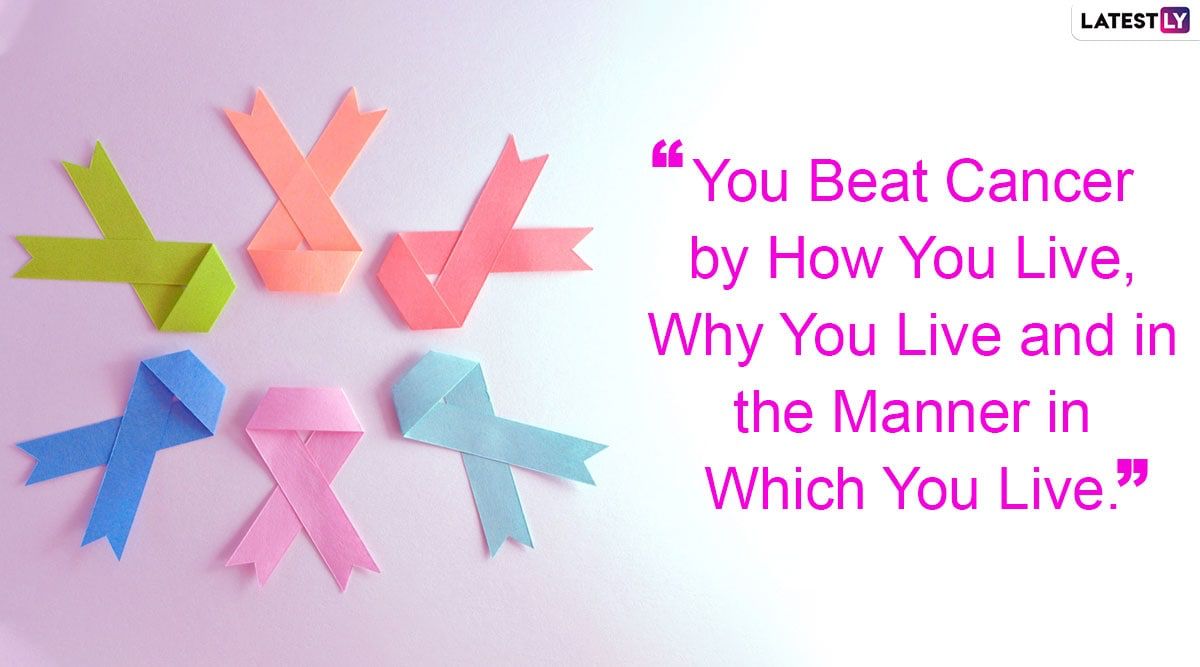 LATESTLY
“You Beat Cancer
by How You Live,
Why You Live and in
the Manner in
Which You Live.”